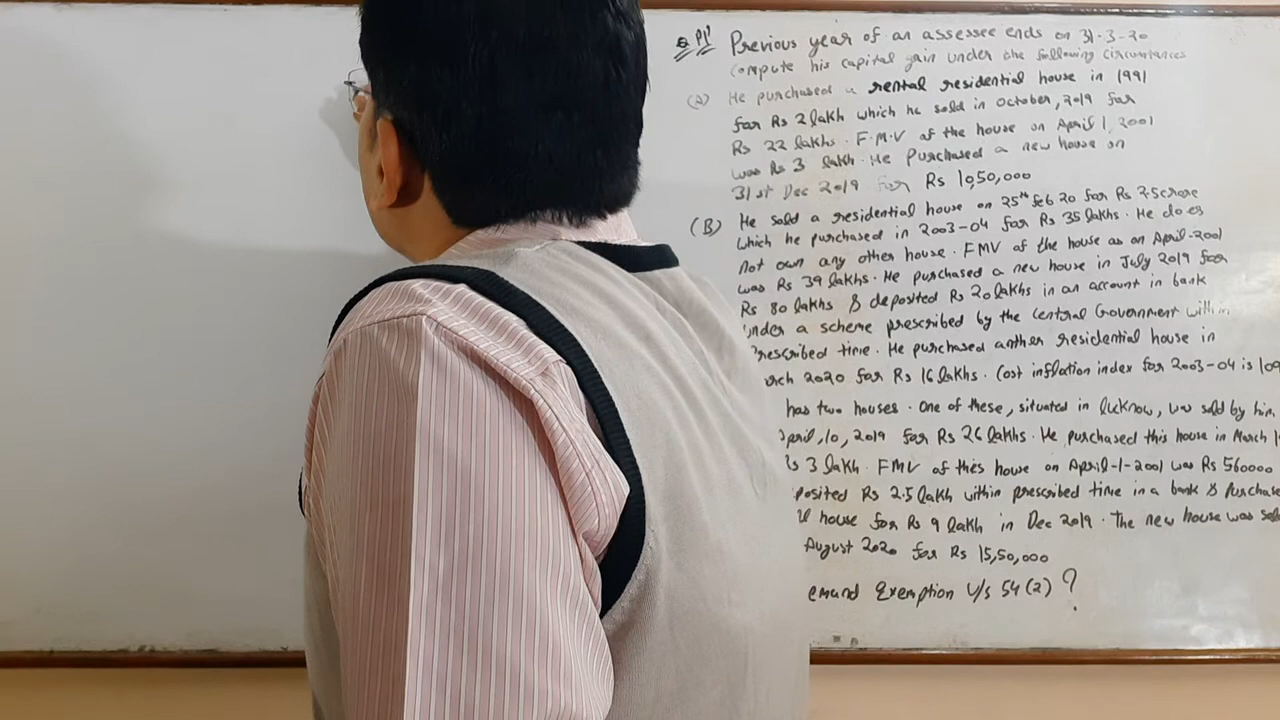 Q P11 Previous year of an assessee ends on 31-3-20
compute his capital gain under the following circumstances
(A) He purchased a rental residential house in 1991
for Rs 2 lakh which he sold in October, 2019 for
Rs 22 lakhs. F.M.V of the house on April 1, 2001
was Rs 3 lakh. He purchased a new house on
31st Dec 2019 for Rs 10,50,000
(B) He sold a residential house on 25th feb 20 for Rs 2.5 crore
which he purchased in 2003-04 for Rs 35 lakhs. He does
not own any other house. FMV of the house as on April-2001
was Rs 39 lakhs. He purchased a new house in July 2019 for
Rs 80 lakhs & deposited Rs 20 lakhs in an account in bank
under a scheme prescribed by the Central Government within
prescribed time. He purchased anther residential house in
rch 2020 for Rs 16 lakhs. Cost inflation index for 2003-04 is 109
has two houses. One of these, situated in lucknow, was sold by him,
April, 10, 2019 for Rs 26 lakhs. He purchased this house in March
Rs 3 lakh. FMV of this house on April-1-2001 was Rs 560000
posited Rs 2.5 lakh within prescribed time in a bank & purchase
house for Rs 9 lakh in Dec 2019. The new house was sol
August 2020 for Rs 15,50,000
emand Exemption U/s 54(2) ?